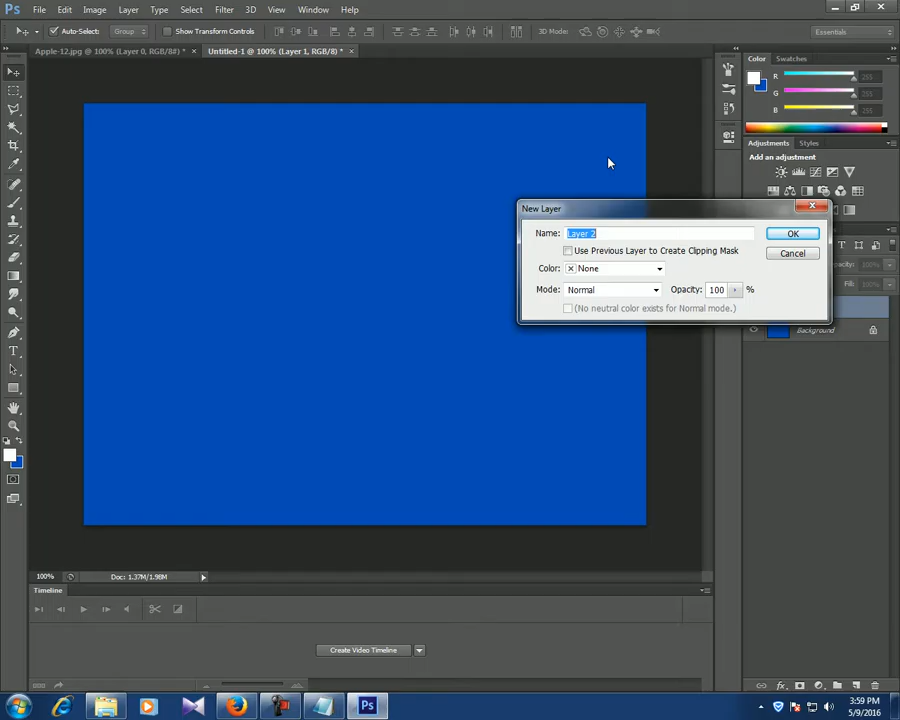 Ps File Edit Image Layer Type Select Filter 3D View Window Help
Auto-Select: Group Show Transform Controls 3D Mode: Essentials
Apple-12.jpg @ 100% (Layer 0, RGB/8#) * × Untitled-1 @ 100% (Layer 1, RGB/8) * ×
Color Swatches
R 255
G 255
B 255
Adjustments Styles
Add an adjustment
New Layer
Name: Layer 2 OK
Use Previous Layer to Create Clipping Mask Cancel
Color: None
Mode: Normal Opacity: 100 %
(No neutral color exists for Normal mode.)
Opacity:
Fill:
Background
100% Doc: 1.37M/1.98M
Timeline
Create Video Timeline
Ps
3:59 PM
5/9/2016